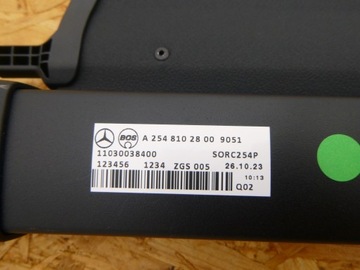 BOS A 254 810 28 00 9051
11030038400 SORC254P
123456 1234 ZGS 005 26.10.23
10:13
Q02